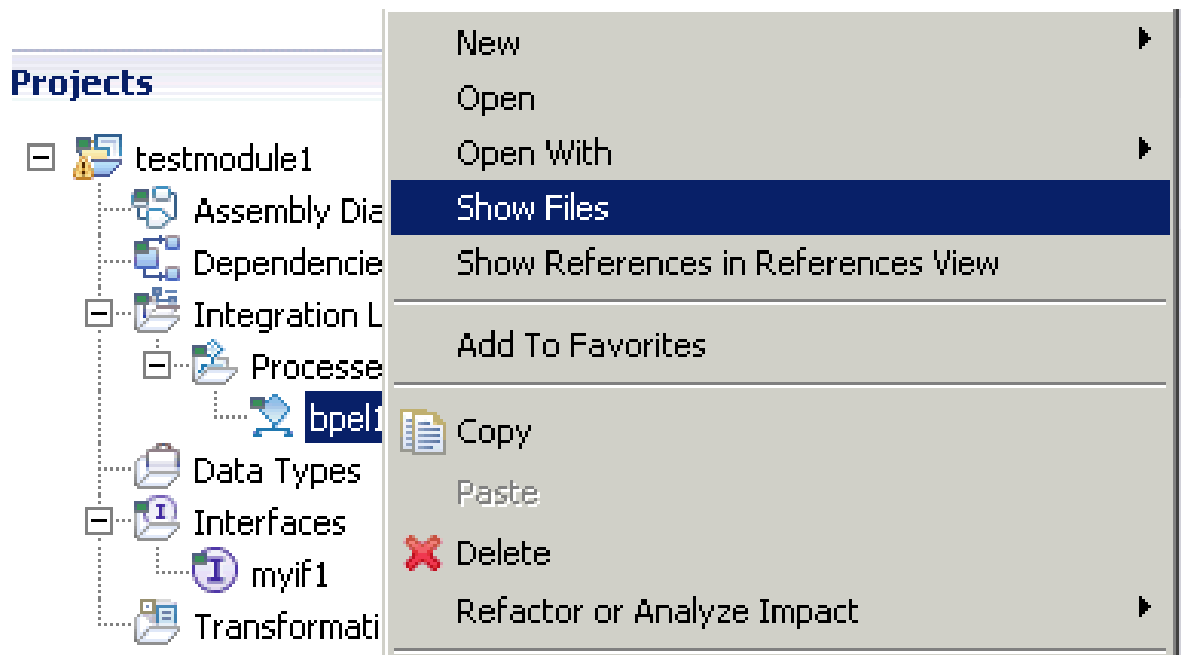 Projects
testmodule1
Assembly Dia
Dependencie
Integration L
Processe
bpel1
Data Types
Interfaces
myif1
Transformati
New
Open
Open With
Show Files
Show References in References View
Add To Favorites
Copy
Paste
Delete
Refactor or Analyze Impact